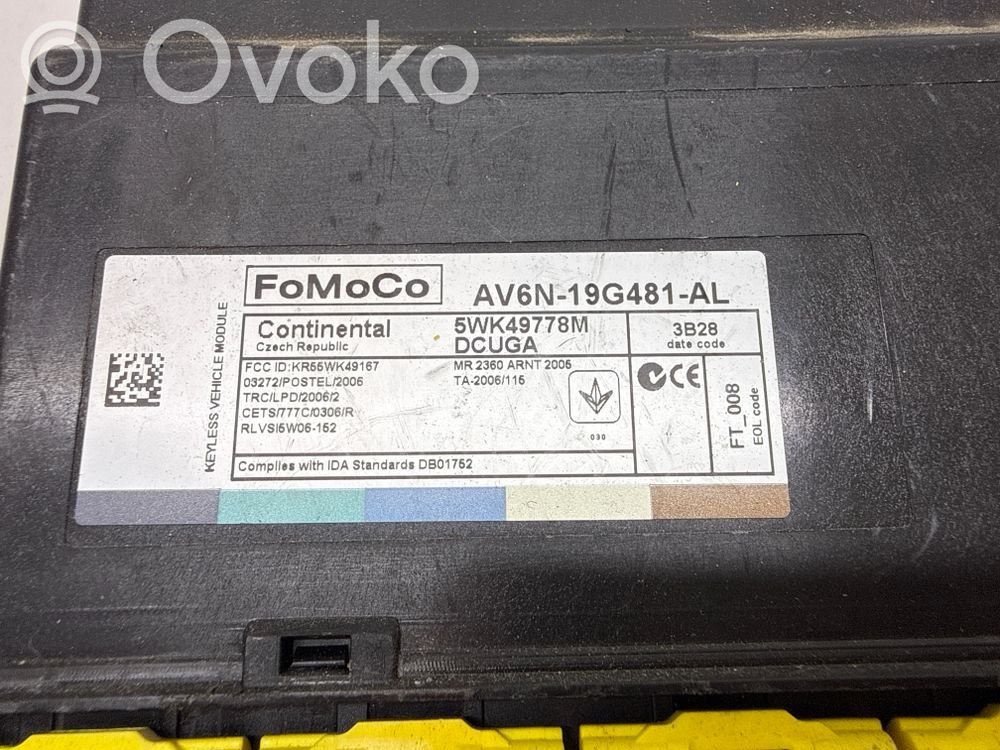 Ovoko
KEYLESS VEHICLE MODULE
FoMoCo
AV6N-19G481-AL
Continental
Czech Republic
5WK49778M
DCUGA
3B28
date code
FCC ID:KR55WK49167
03272/POSTEL/2006
TRC/LPD/2006/2
CETS/777C/0306/R
RLVSI5W06-152
MR 2360 ARNT 2005
TA-2006/115
030
CE
FT_008
EOL code
Complies with IDA Standards DB01752